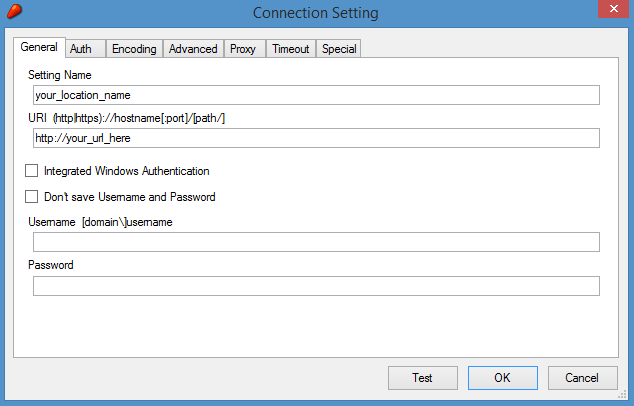 Connection Setting
General Auth Encoding Advanced Proxy Timeout Special
Setting Name
your_location_name
URI (http|https)://hostname[:port]/[path/]
http://your_url_here
Integrated Windows Authentication
Don't save Username and Password
Username [domain\]username
Password
Test OK Cancel